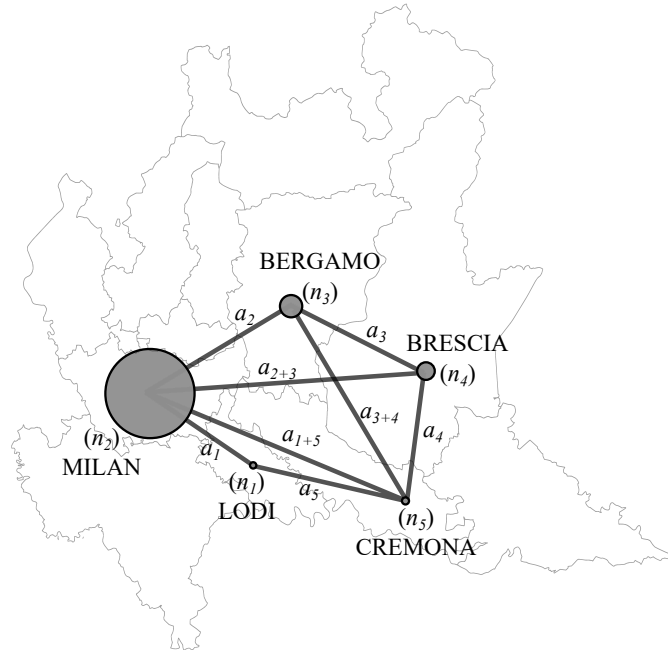 BERGAMO
(n3)
a2
a3
BRESCIA
a2+3
(n4)
a3+4
a4
a1+5
(n2)
a1
MILAN
(n1)
a5
LODI
(n5)
CREMONA